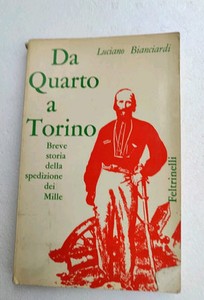 Luciano Bianciardi
Da
Quarto
a
Torino
Breve
storia
della
spedizione
dei
Mille
Feltrinelli